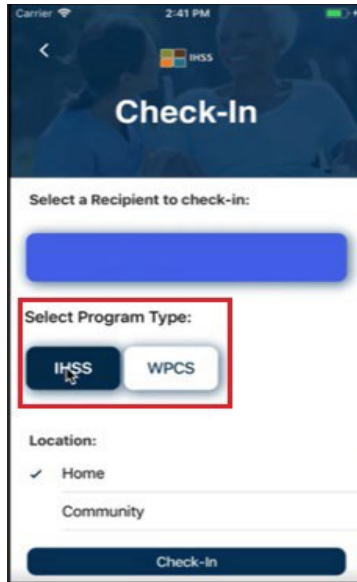 Carrier 2:41 PM
IHSS
Check-In
Select a Recipient to check-in:
Select Program Type:
IHSS WPCS
Location:
Home
Community
Check-In